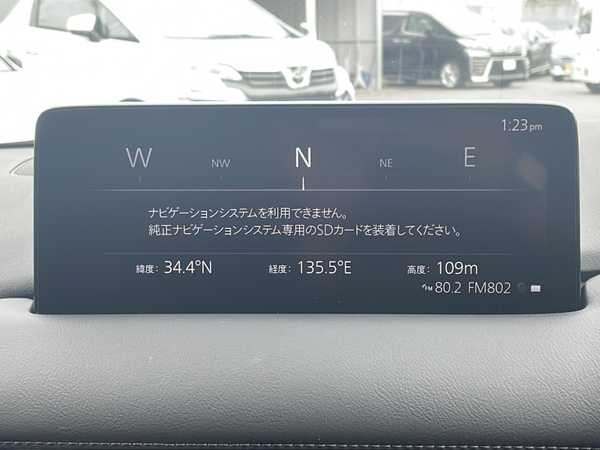 1:23pm
W NW N NE E
ナビゲーションシステムを利用できません。
純正ナビゲーションシステム専用のSDカードを装着してください。
緯度: 34.4°N 経度: 135.5°E 高度: 109m
FM 80.2 FM802